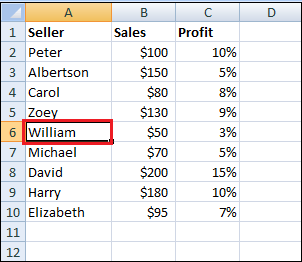 A B C D
1 Seller Sales Profit
2 Peter $100 10%
3 Albertson $150 5%
4 Carol $80 8%
5 Zoey $130 9%
6 William $50 3%
7 Michael $70 5%
8 David $200 15%
9 Harry $180 10%
10 Elizabeth $95 7%
11
12